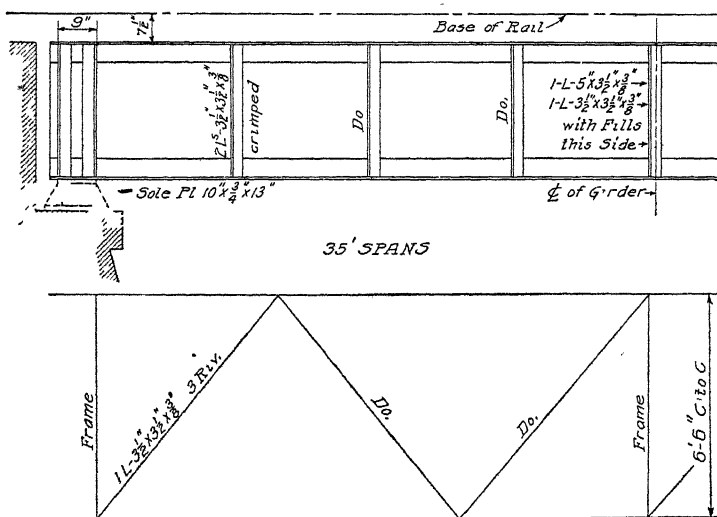 9"
7½"
Base of Rail
2 Lˢ-3½"x3½"x⅜"
crimped
Do
Do.
1-L-5"x3½"x⅜"
1-L-3½"x3½"x⅜"
with Fills
this Side
Sole Pl 10"x¾"x13"
℄ of Girder
35' SPANS
Frame
1 L-3½"x3½"x⅜" 3 Riv.
Do.
Do.
Frame
6'-6" C to C